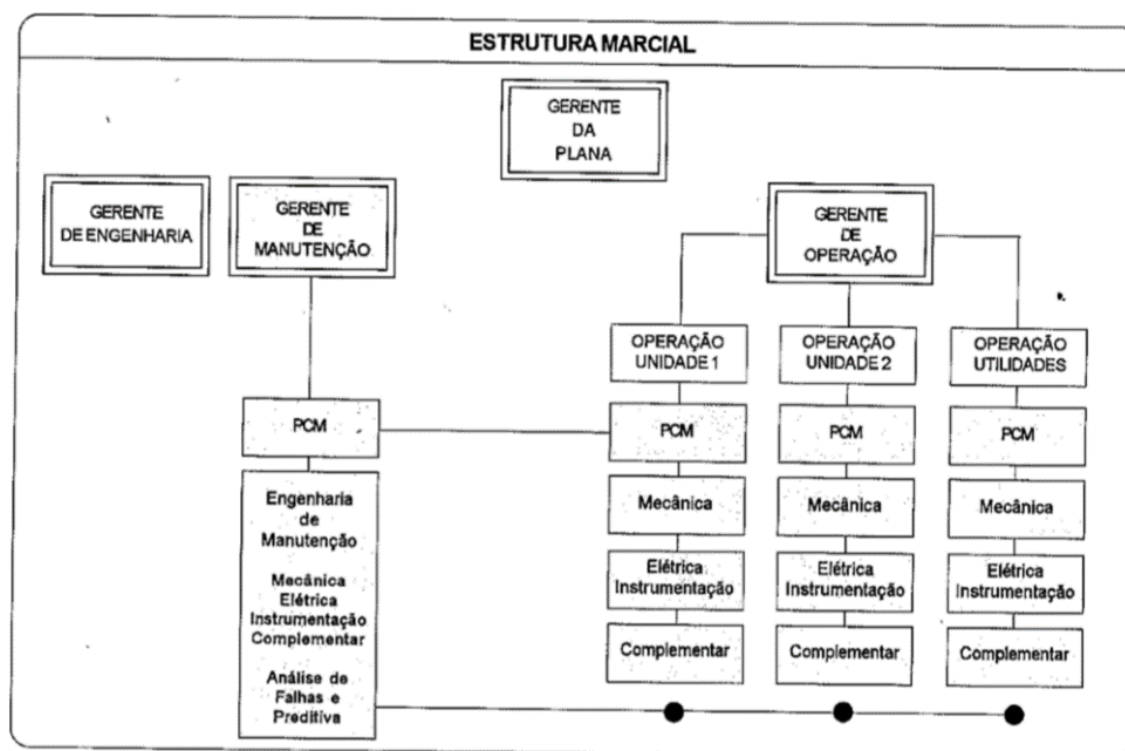 ESTRUTURA MARCIAL
GERENTE
DA
PLANA
GERENTE
DE ENGENHARIA
GERENTE
DE
MANUTENÇÃO
GERENTE
DE
OPERAÇÃO
OPERAÇÃO
UNIDADE 1
OPERAÇÃO
UNIDADE 2
OPERAÇÃO
UTILIDADES
PCM
PCM
PCM
PCM
Engenharia
de
Manutenção
Mecânica
Elétrica
Instrumentação
Complementar
Análise de
Falhas e
Preditiva
Mecânica
Mecânica
Mecânica
Elétrica
Instrumentação
Elétrica
Instrumentação
Elétrica
Instrumentação
Complementar
Complementar
Complementar